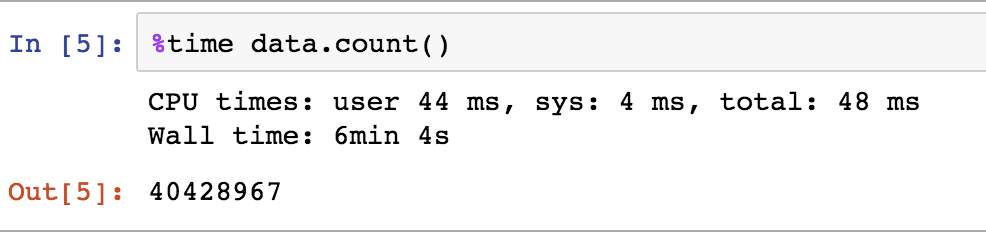 In [5]: %time data.count()
CPU times: user 44 ms, sys: 4 ms, total: 48 ms
Wall time: 6min 4s
Out[5]: 40428967